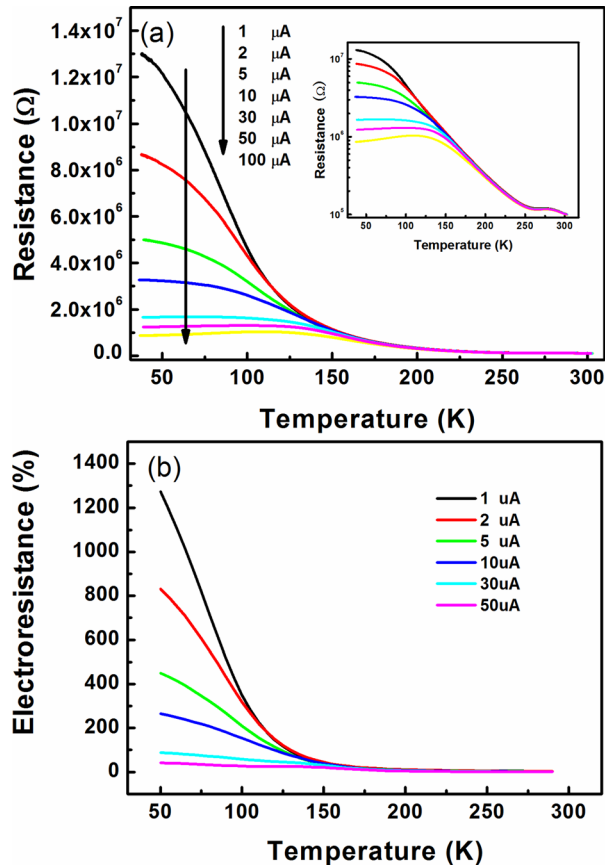 (a)
1 μA
2 μA
5 μA
10 μA
30 μA
50 μA
100 μA
Resistance (Ω)
1.4x10⁷
1.2x10⁷
1.0x10⁷
8.0x10⁶
6.0x10⁶
4.0x10⁶
2.0x10⁶
0.0
50 100 150 200 250 300
Temperature (K)
Resistance (Ω)
10⁷
10⁶
10⁵
50 100 150 200 250 300
Temperature (K)
(b)
Electroresistance (%)
1400
1200
1000
800
600
400
200
0
1 uA
2 uA
5 uA
10uA
30uA
50uA
50 100 150 200 250 300
Temperature (K)